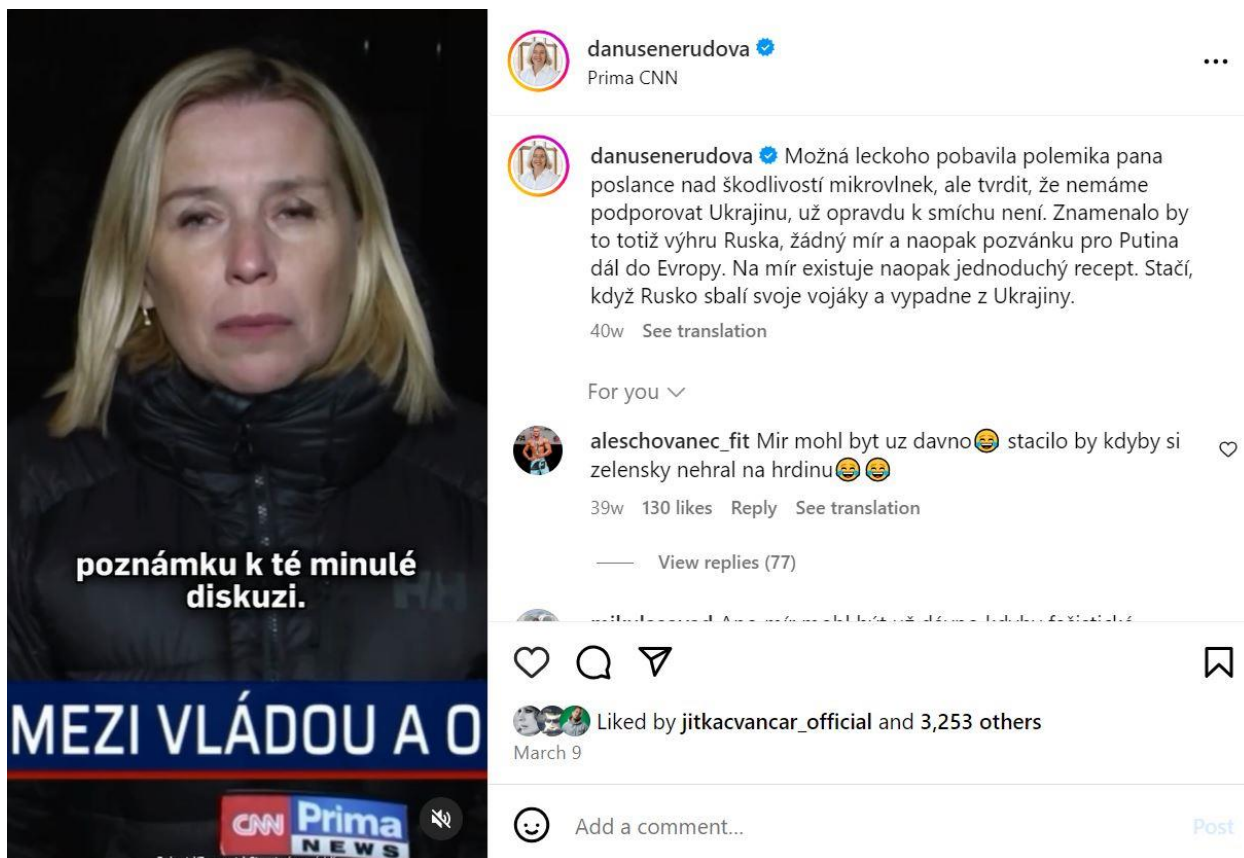 poznámku k té minulé
diskuzi.
MEZI VLÁDOU A O
CNN Prima
NEWS
danusenerudova
Prima CNN
danusenerudova Možná leckoho pobavila polemika pana
poslance nad škodlivostí mikrovlnek, ale tvrdit, že nemáme
podporovat Ukrajinu, už opravdu k smíchu není. Znamenalo by
to totiž výhru Ruska, žádný mír a naopak pozvánku pro Putina
dál do Evropy. Na mír existuje naopak jednoduchý recept. Stačí,
když Rusko sbalí svoje vojáky a vypadne z Ukrajiny.
40w See translation
For you
aleschovanec_fit Mir mohl byt uz davno😂 stacilo by kdyby si
zelensky nehral na hrdinu😂😂
39w 130 likes Reply See translation
View replies (77)
Liked by jitkacvancar_official and 3,253 others
March 9
Add a comment...
Post